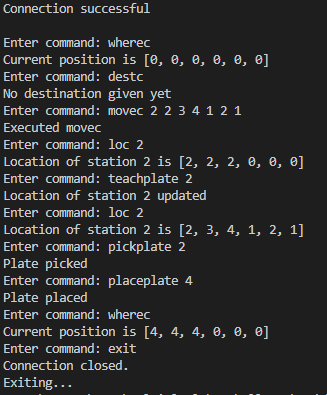 Connection successful
Enter command: wherec
Current position is [0, 0, 0, 0, 0, 0]
Enter command: destc
No destination given yet
Enter command: movec 2 2 3 4 1 2 1
Executed movec
Enter command: loc 2
Location of station 2 is [2, 2, 2, 0, 0, 0]
Enter command: teachplate 2
Location of station 2 updated
Enter command: loc 2
Location of station 2 is [2, 3, 4, 1, 2, 1]
Enter command: pickplate 2
Plate picked
Enter command: placeplate 4
Plate placed
Enter command: wherec
Current position is [4, 4, 4, 0, 0, 0]
Enter command: exit
Connection closed.
Exiting...